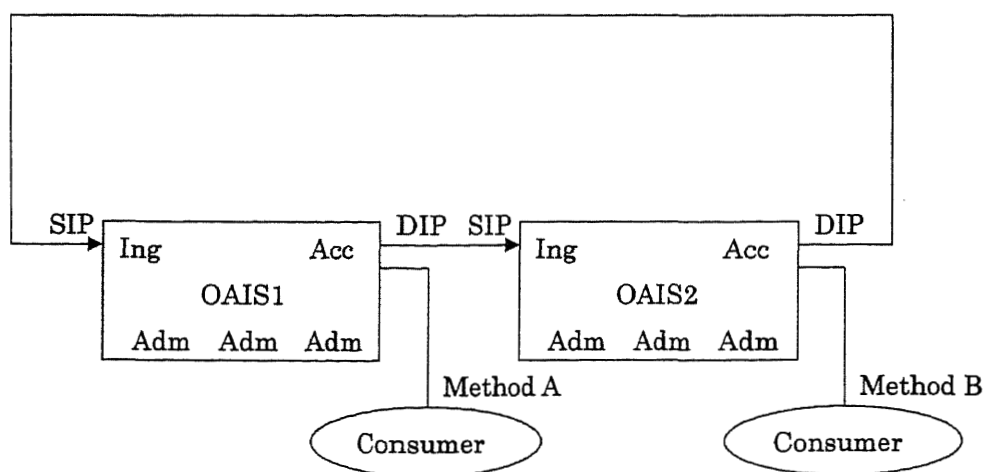 SIP DIP SIP DIP
Ing Acc Ing Acc
OAIS1 OAIS2
Adm Adm Adm Adm Adm Adm
Method A Method B
Consumer Consumer